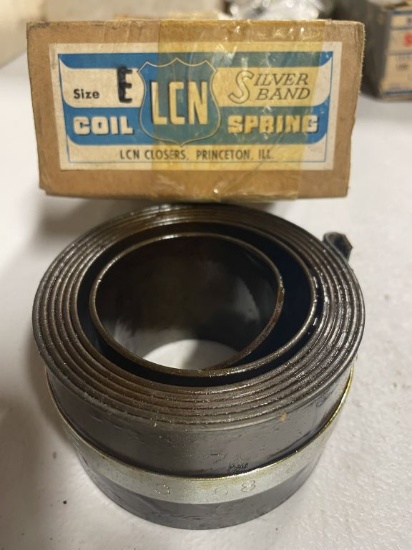 Size E LCN SILVER BAND
COIL SPRING
LCN CLOSERS, PRINCETON, ILL.